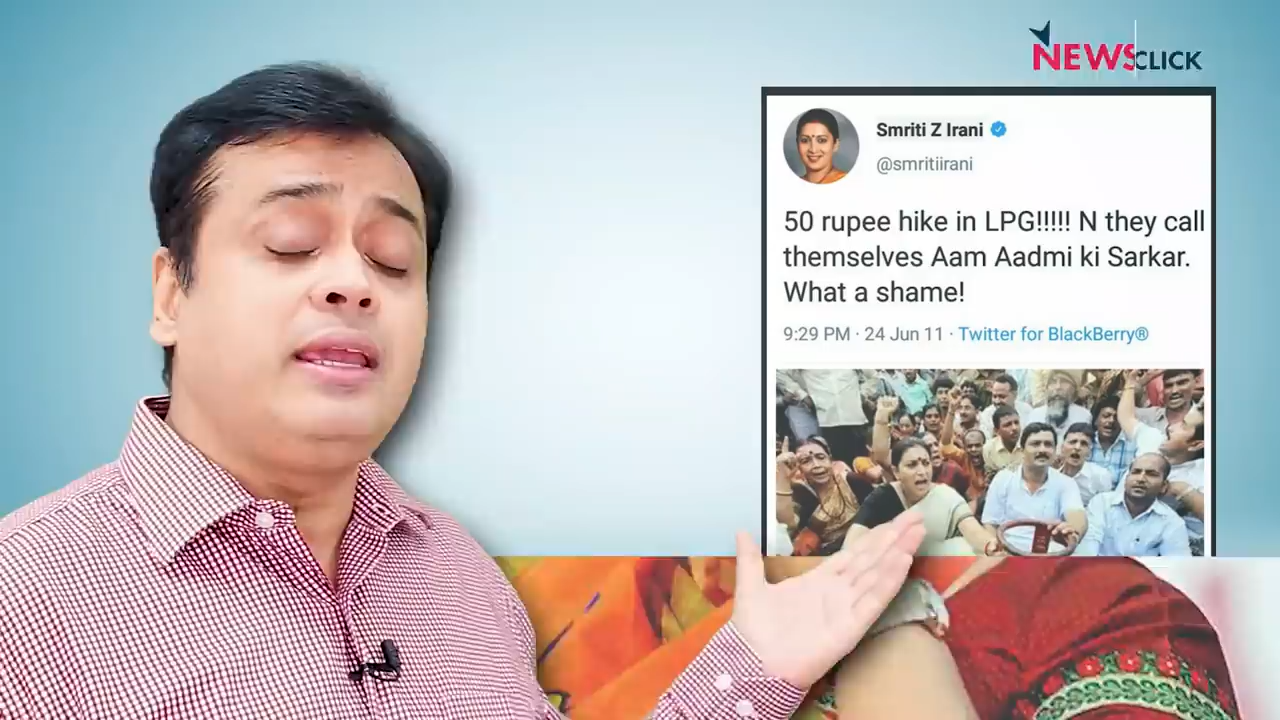 NEWSCLICK
Smriti Z Irani
@smritiirani
50 rupee hike in LPG!!!!! N they call
themselves Aam Aadmi ki Sarkar.
What a shame!
9:29 PM · 24 Jun 11 · Twitter for BlackBerry®